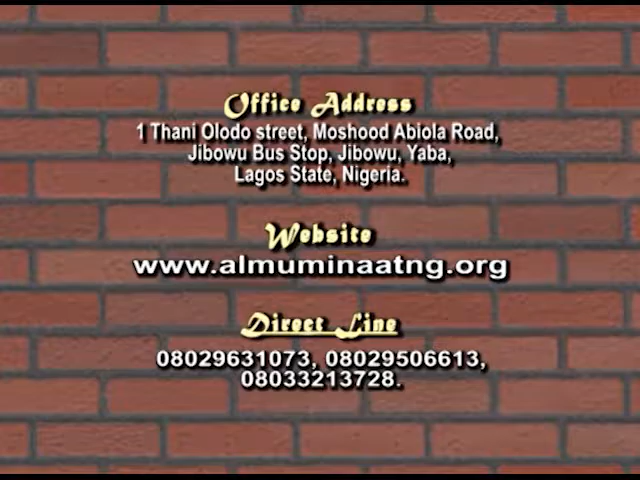 Office Address
1 Thani Olodo street, Moshood Abiola Road,
Jibowu Bus Stop, Jibowu, Yaba,
Lagos State, Nigeria.
Website
www.almuminaatng.org
Direct Line
08029631073, 08029506613,
08033213728.